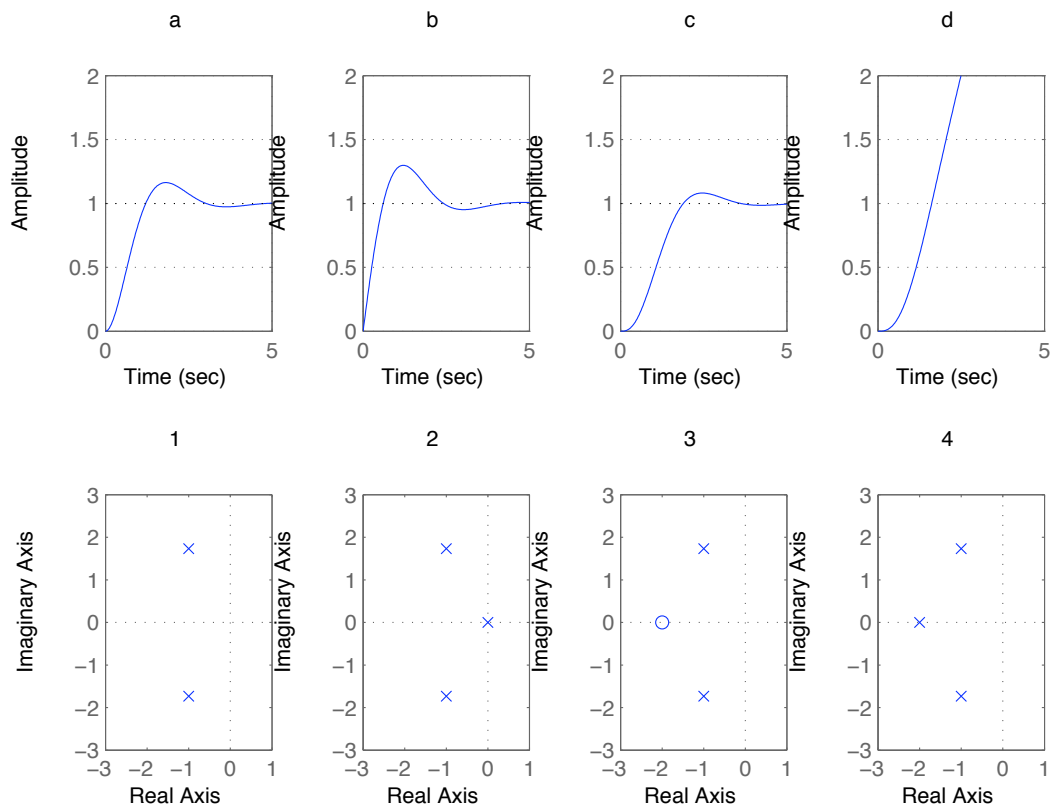 a b c d
2 2 2 2
1.5 1.5 1.5 1.5
Amplitude Amplitude Amplitude Amplitude
1 1 1 1
0.5 0.5 0.5 0.5
0 0 0 0
0 5 0 5 0 5 0 5
Time (sec) Time (sec) Time (sec) Time (sec)
1 2 3 4
3 3 3 3
2 2 2 2
1 1 1 1
Imaginary Axis Imaginary Axis Imaginary Axis Imaginary Axis
0 0 0 0
−1 −1 −1 −1
−2 −2 −2 −2
−3 −3 −3 −3
−3 −2 −1 0 1 −3 −2 −1 0 1 −3 −2 −1 0 1 −3 −2 −1 0 1
Real Axis Real Axis Real Axis Real Axis